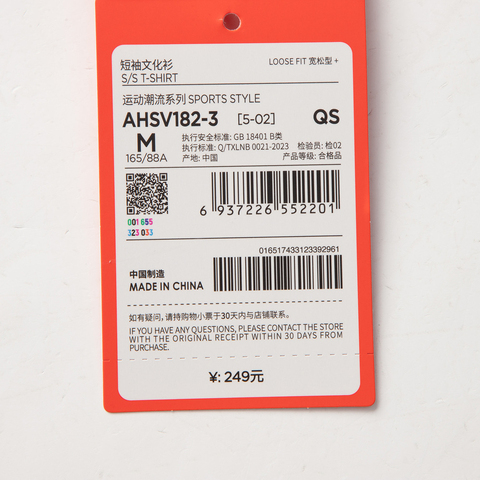 短袖文化衫
S/S T-SHIRT
LOOSE FIT 宽松型 +
运动潮流系列 SPORTS STYLE
AHSV182-3 [5-02] QS
M
165/88A
执行安全标准: GB 18401 B类
执行标准: Q/TXLNB 0021-2023 检验员: 检02
产地: 中国 产品等级: 合格品
001 655
323 033
6 937226 552201
016517433123392961
中国制造
MADE IN CHINA
如有疑问,请持购物小票于30天内与店铺联系。
IF YOU HAVE ANY QUESTIONS, PLEASE CONTACT THE STORE
WITH THE ORIGINAL RECEIPT WITHIN 30 DAYS FROM
PURCHASE.
¥: 249元